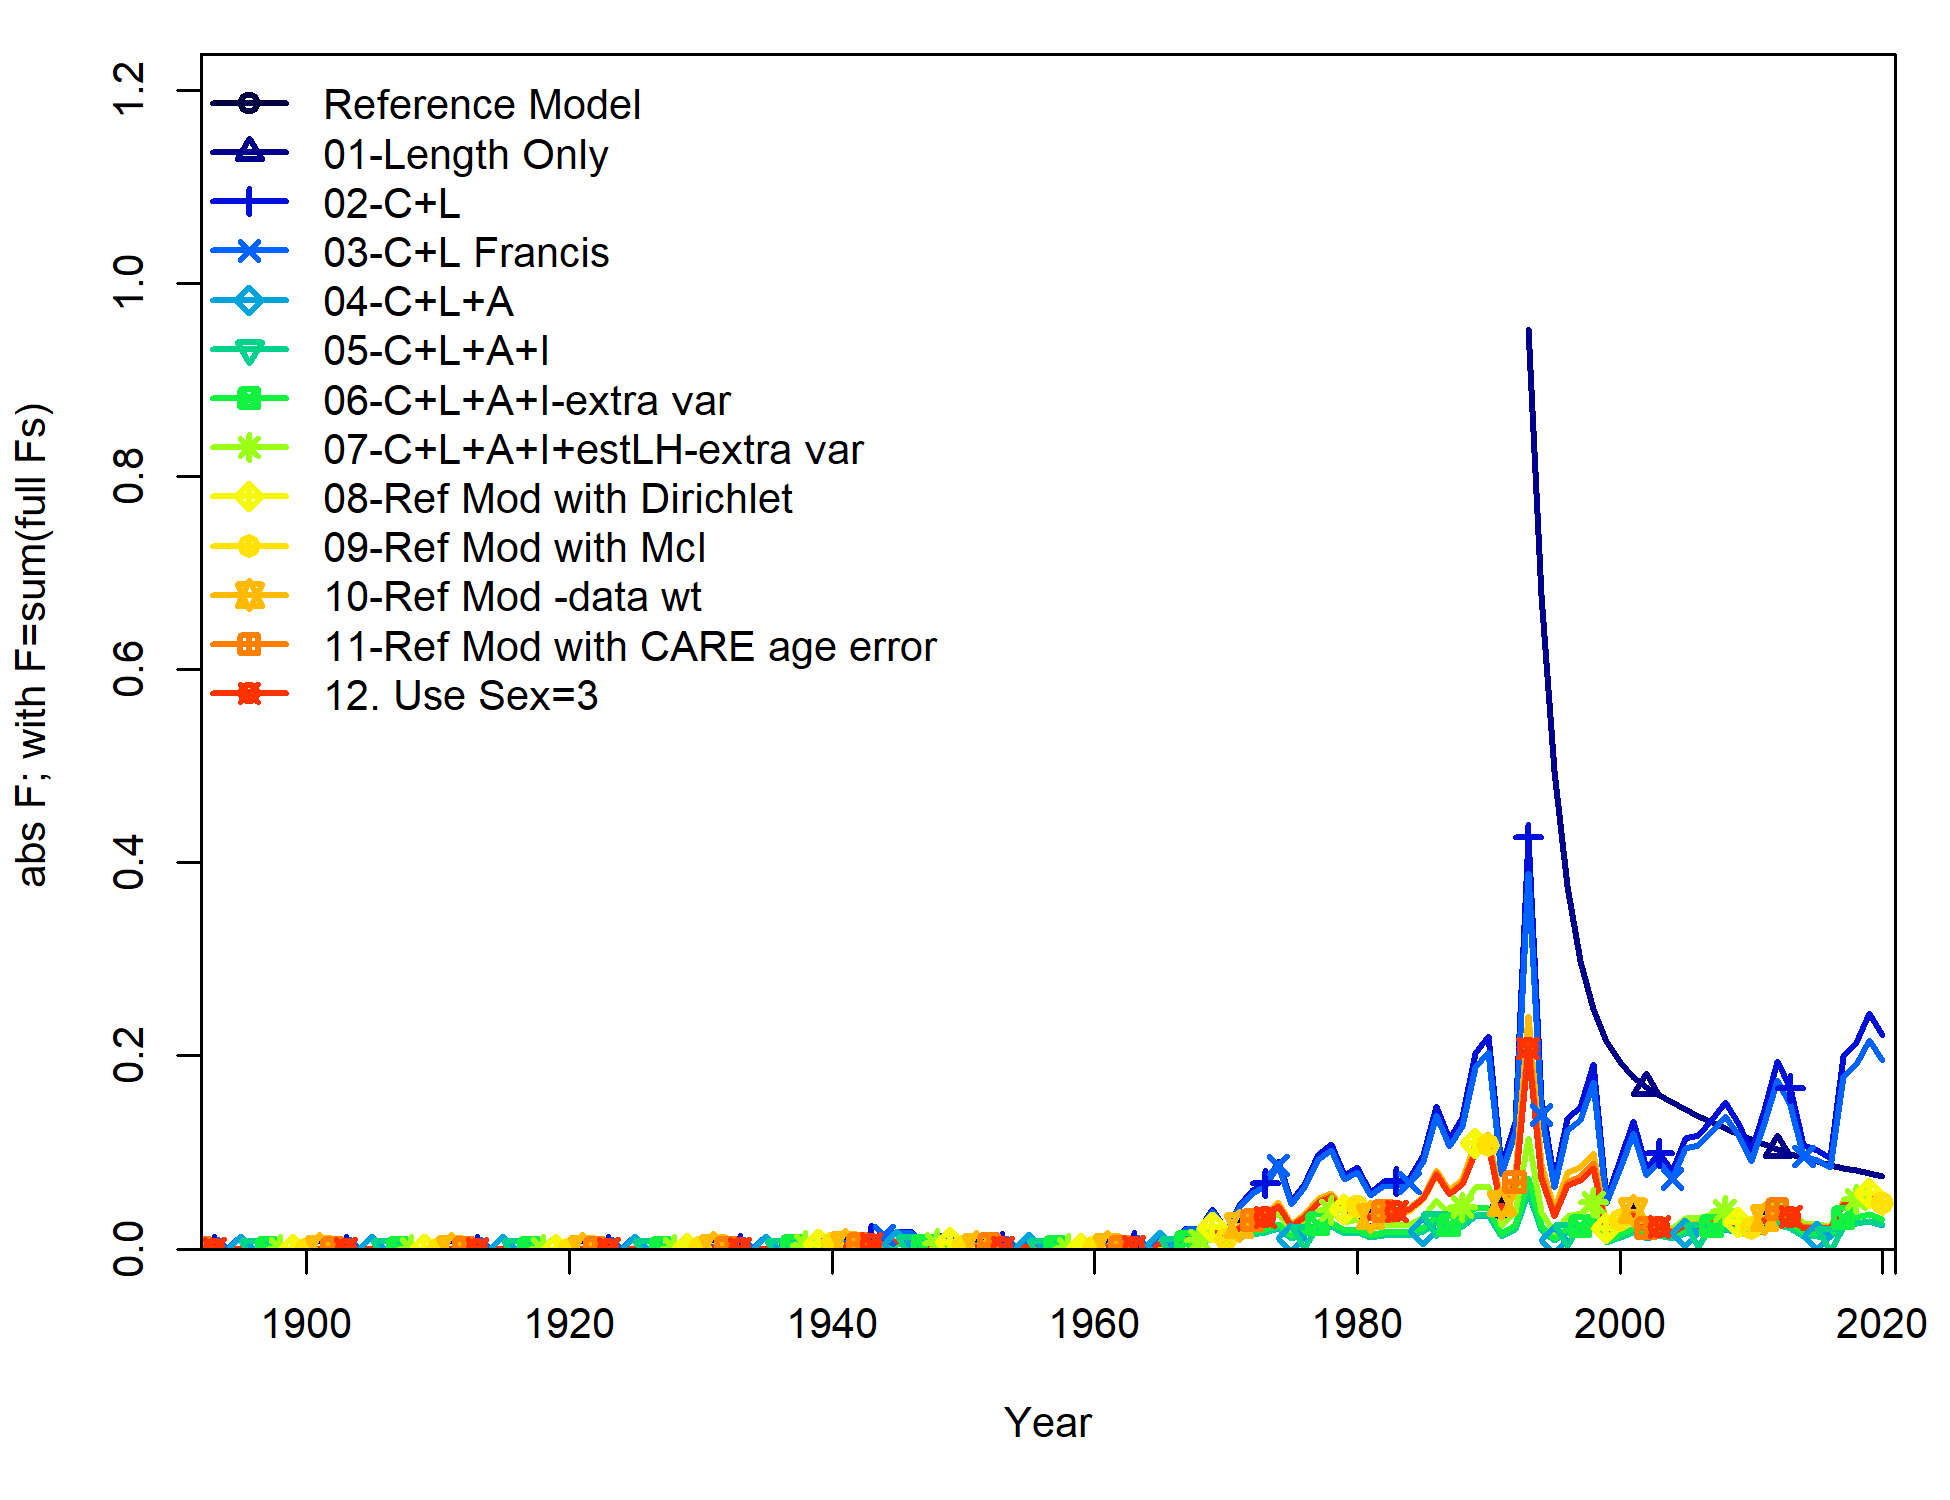 1.2
1.0
0.8
0.6
0.4
0.2
0.0
abs F; with F=sum(full Fs)
Reference Model
01-Length Only
02-C+L
03-C+L Francis
04-C+L+A
05-C+L+A+I
06-C+L+A+I-extra var
07-C+L+A+I+estLH-extra var
08-Ref Mod with Dirichlet
09-Ref Mod with McI
10-Ref Mod -data wt
11-Ref Mod with CARE age error
12. Use Sex=3
1900 1920 1940 1960 1980 2000 2020
Year